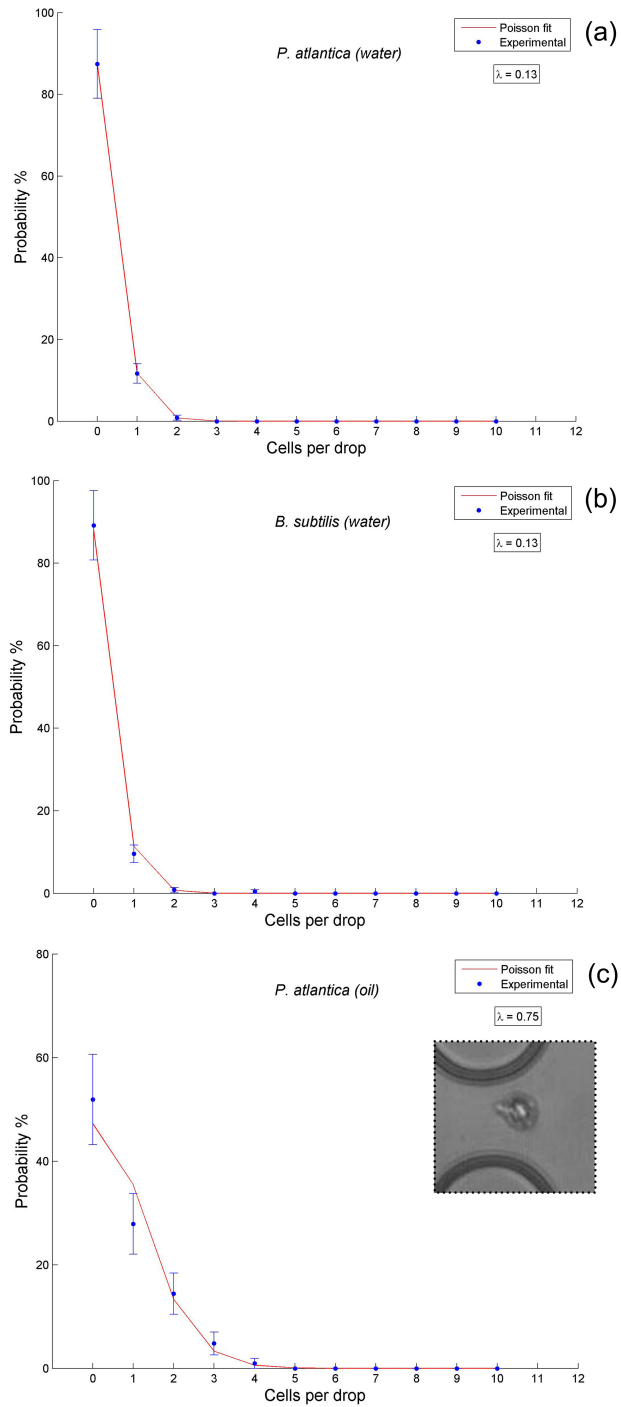 100
80
60
40
20
0
Probability %
0 1 2 3 4 5 6 7 8 9 10 11 12
Cells per drop
P. atlantica (water)
Poisson fit
Experimental
λ = 0.13
(a)
100
80
60
40
20
0
Probability %
0 1 2 3 4 5 6 7 8 9 10 11 12
Cells per drop
B. subtilis (water)
Poisson fit
Experimental
λ = 0.13
(b)
80
60
40
20
0
Probability %
0 1 2 3 4 5 6 7 8 9 10 11 12
Cells per drop
P. atlantica (oil)
Poisson fit
Experimental
λ = 0.75
(c)